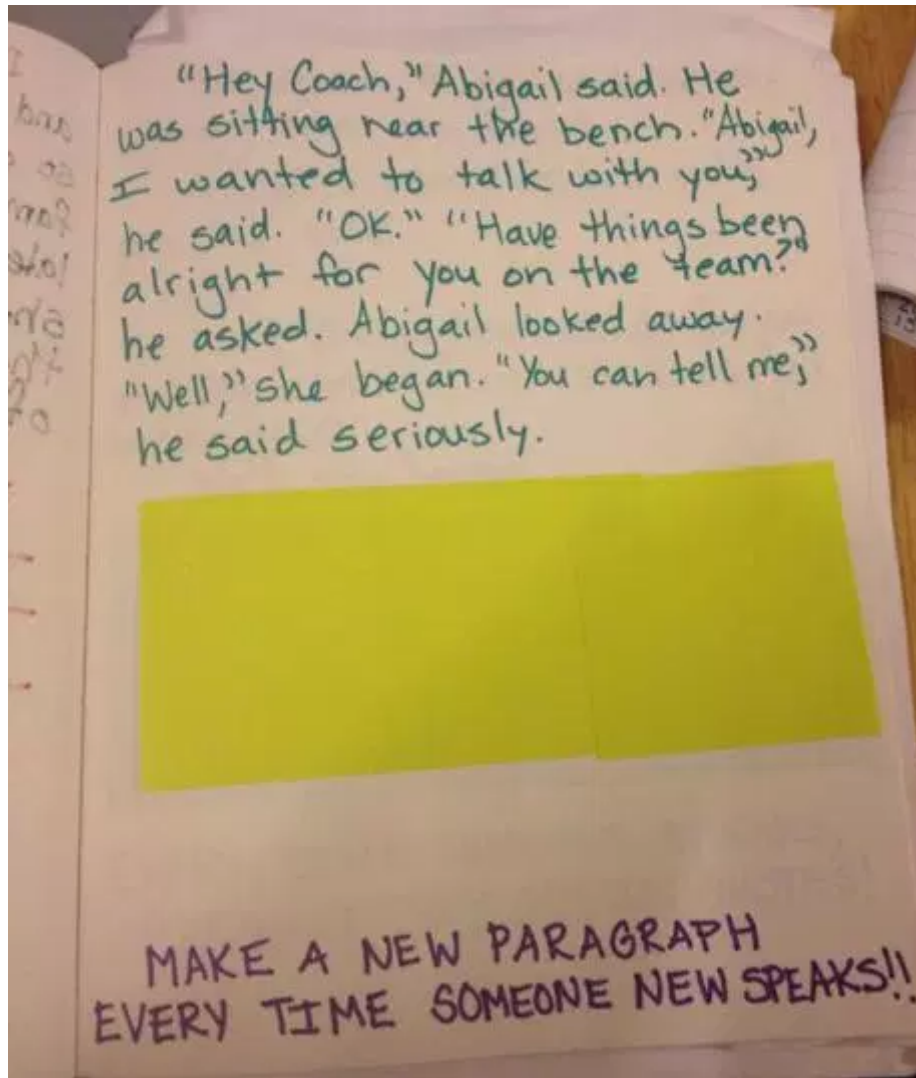 "Hey Coach," Abigail said. He
was sitting near the bench. "Abigail,
I wanted to talk with you,"
he said. "OK." "Have things been
alright for you on the team?"
he asked. Abigail looked away.
"Well," she began. "You can tell me,"
he said seriously.
MAKE A NEW PARAGRAPH
EVERY TIME SOMEONE NEW SPEAKS!!